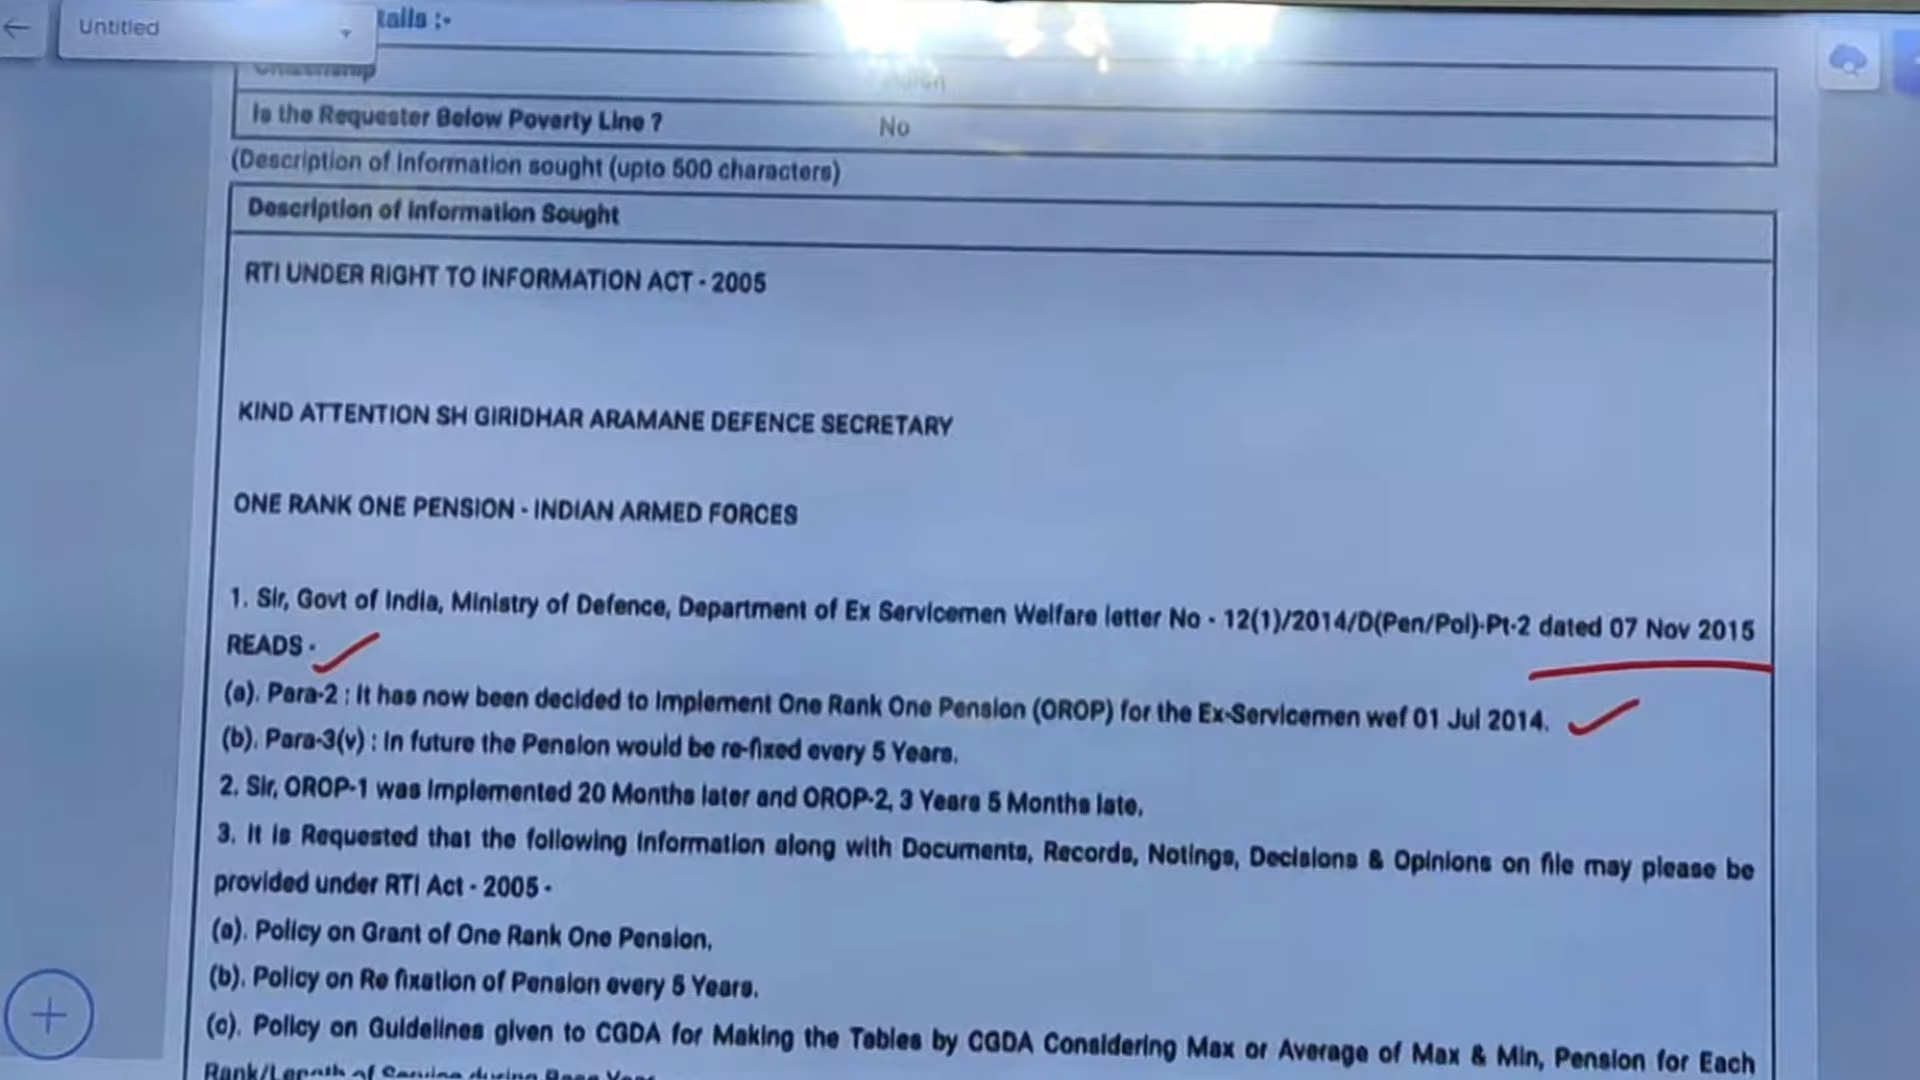 Untitled
tails :-
Citizenship
Is the Requester Below Poverty Line ? No
(Description of Information sought (upto 500 characters)
Description of Information Sought
RTI UNDER RIGHT TO INFORMATION ACT - 2005
KIND ATTENTION SH GIRIDHAR ARAMANE DEFENCE SECRETARY
ONE RANK ONE PENSION - INDIAN ARMED FORCES
1. Sir, Govt of India, Ministry of Defence, Department of Ex Servicemen Welfare letter No - 12(1)/2014/D(Pen/Pol)-Pt-2 dated 07 Nov 2015
READS -
(a). Para-2 : It has now been decided to Implement One Rank One Pension (OROP) for the Ex-Servicemen wef 01 Jul 2014.
(b). Para-3(v) : In future the Pension would be re-fixed every 5 Years.
2. Sir, OROP-1 was Implemented 20 Months later and OROP-2, 3 Years 5 Months late.
3. It is Requested that the following Information along with Documents, Records, Notings, Decisions & Opinions on file may please be
provided under RTI Act - 2005 -
(a). Policy on Grant of One Rank One Pension.
(b). Policy on Re fixation of Pension every 5 Years.
(c). Policy on Guidelines given to CGDA for Making the Tables by CGDA Considering Max or Average of Max & Min, Pension for Each
Rank/Length of Service during Base Year